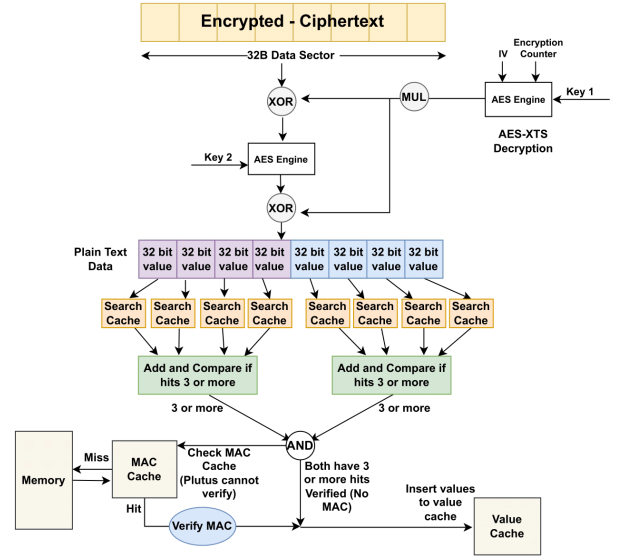 Encrypted - Ciphertext
32B Data Sector
IV
Encryption
Counter
XOR
MUL
AES Engine
Key 1
AES-XTS
Decryption
Key 2
AES Engine
XOR
Plain Text
Data
32 bit
value
32 bit
value
32 bit
value
32 bit
value
32 bit
value
32 bit
value
32 bit
value
32 bit
value
Search
Cache
Search
Cache
Search
Cache
Search
Cache
Search
Cache
Search
Cache
Search
Cache
Search
Cache
Add and Compare if
hits 3 or more
Add and Compare if
hits 3 or more
3 or more
3 or more
AND
Memory
Miss
MAC
Cache
Check MAC
Cache
(Plutus cannot
verify)
Both have 3
or more hits
Verified (No
MAC)
Hit
Verify MAC
Insert values
to value
cache
Value
Cache